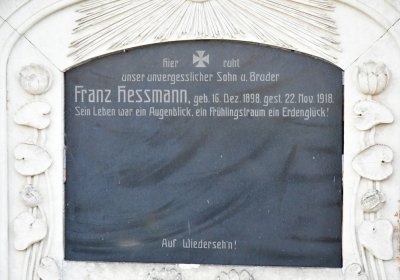 Hier ruht
unser unvergesslicher Sohn u. Bruder
Franz Hessmann, geb. 16. Dez. 1898. gest. 22. Nov. 1918.
Sein Leben war ein Augenblick, ein Frühlingstraum ein Erdenglück!
Auf Wiederseh'n!